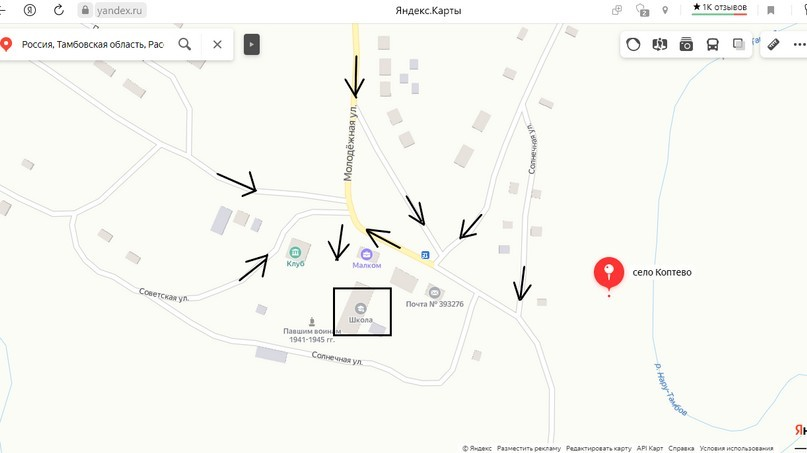 yandex.ru
Яндекс.Карты
1К отзывов
Россия, Тамбовская область, Рас
Молодёжная ул.
Солнечная ул.
село Коптево
Клуб
Малком
Советская ул.
Почта № 393276
Школа
Павшим воинам
1941-1945 гг.
Солнечная ул.
р. Нару-Тамбов
© Яндекс Разместить рекламу Редактировать карту API Карт Справка Условия использования